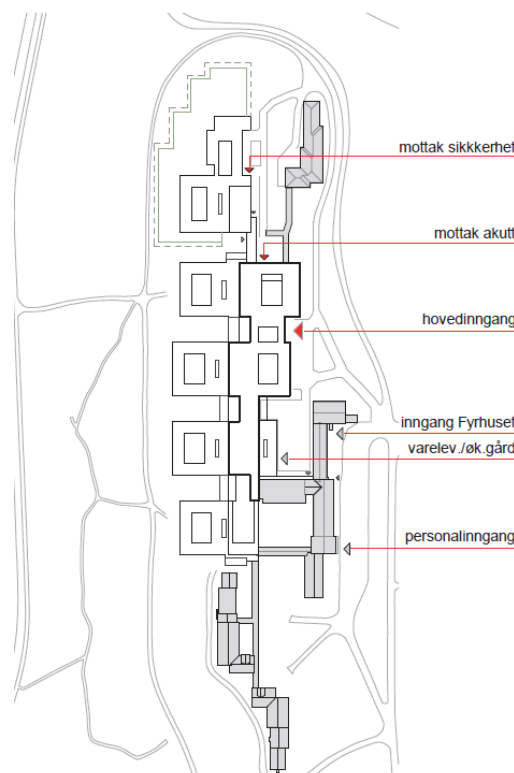 mottak sikkkerhet
mottak akutt
hovedinngang
inngang Fyrhuset
varelev./øk.gård
personalinngang